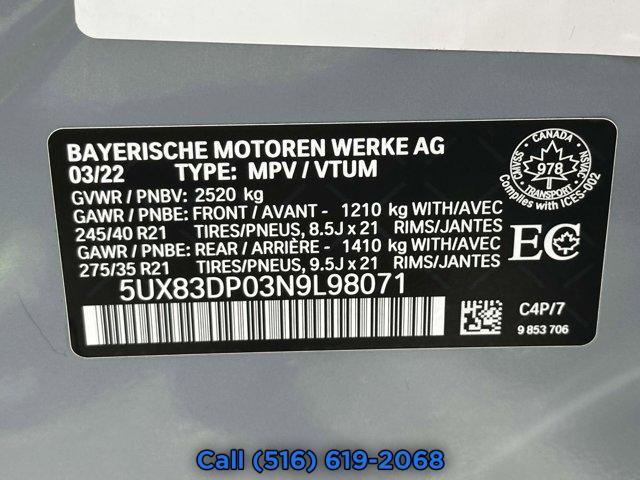 BAYERISCHE MOTOREN WERKE AG
03/22 TYPE: MPV / VTUM
GVWR / PNBV: 2520 kg
GAWR / PNBE: FRONT / AVANT - 1210 kg WITH/AVEC
245/40 R21 TIRES/PNEUS, 8.5J x 21 RIMS/JANTES
GAWR / PNBE: REAR / ARRIÈRE - 1410 kg WITH/AVEC
275/35 R21 TIRES/PNEUS, 9.5J x 21 RIMS/JANTES
5UX83DP03N9L98071
CANADA
CMVSS
978
NSVAC
TRANSPORT
Compliant with ICES-002
EC
C4P/7
9 853 706
Call (516) 619-2068